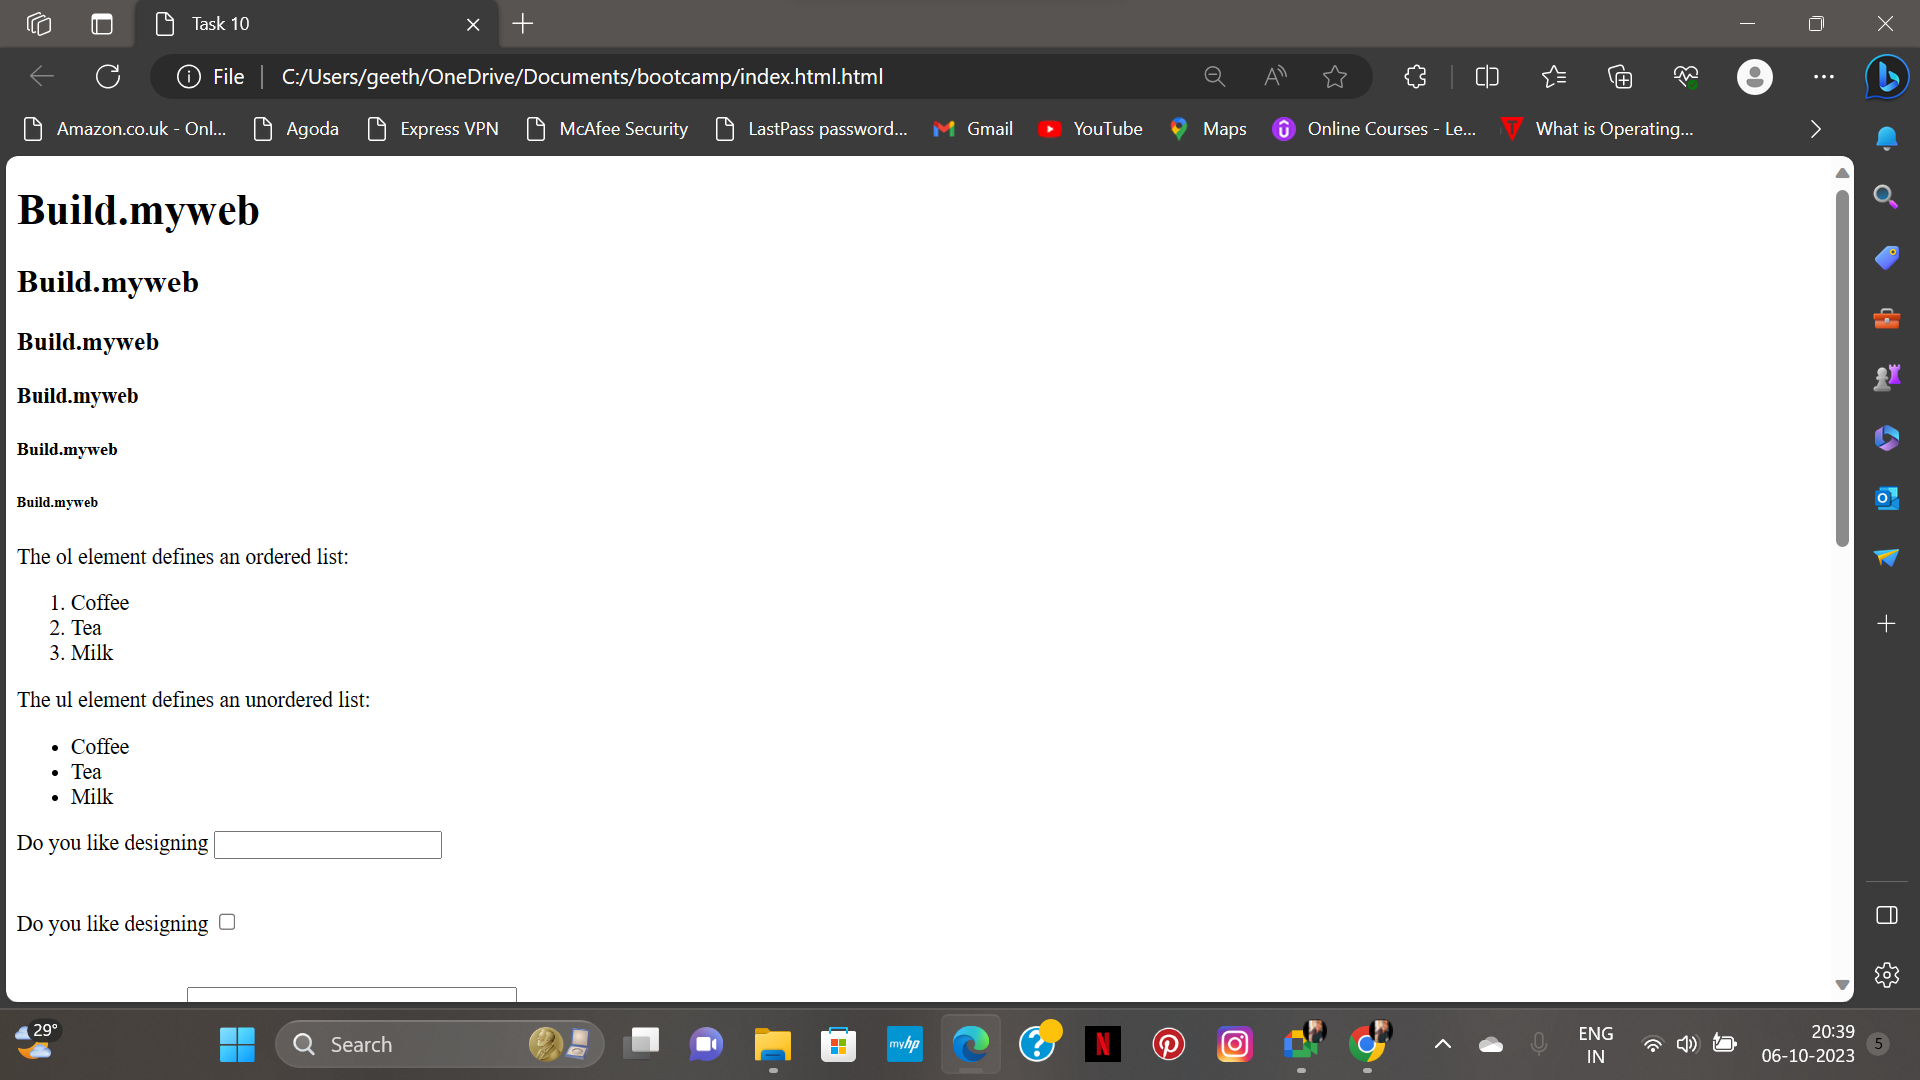 Task 10
File
C:/Users/geeth/OneDrive/Documents/bootcamp/index.html.html
Amazon.co.uk - Onl...
Agoda
Express VPN
McAfee Security
LastPass password...
Gmail
YouTube
Maps
Online Courses - Le...
What is Operating...
Build.myweb
Build.myweb
Build.myweb
Build.myweb
Build.myweb
Build.myweb
The ol element defines an ordered list:
1. Coffee
2. Tea
3. Milk
The ul element defines an unordered list:
• Coffee
• Tea
• Milk
Do you like designing
Do you like designing
29°
Search
myhp
ENG
IN
20:39
06-10-2023
5